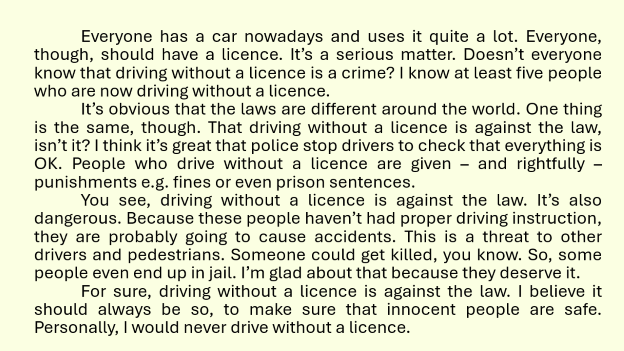 Everyone has a car nowadays and uses it quite a lot. Everyone,
though, should have a licence. It's a serious matter. Doesn't everyone
know that driving without a licence is a crime? I know at least five people
who are now driving without a licence.
It's obvious that the laws are different around the world. One thing
is the same, though. That driving without a licence is against the law,
isn't it? I think it's great that police stop drivers to check that everything is
OK. People who drive without a licence are given – and rightfully –
punishments e.g. fines or even prison sentences.
You see, driving without a licence is against the law. It's also
dangerous. Because these people haven't had proper driving instruction,
they are probably going to cause accidents. This is a threat to other
drivers and pedestrians. Someone could get killed, you know. So, some
people even end up in jail. I'm glad about that because they deserve it.
For sure, driving without a licence is against the law. I believe it
should always be so, to make sure that innocent people are safe.
Personally, I would never drive without a licence.